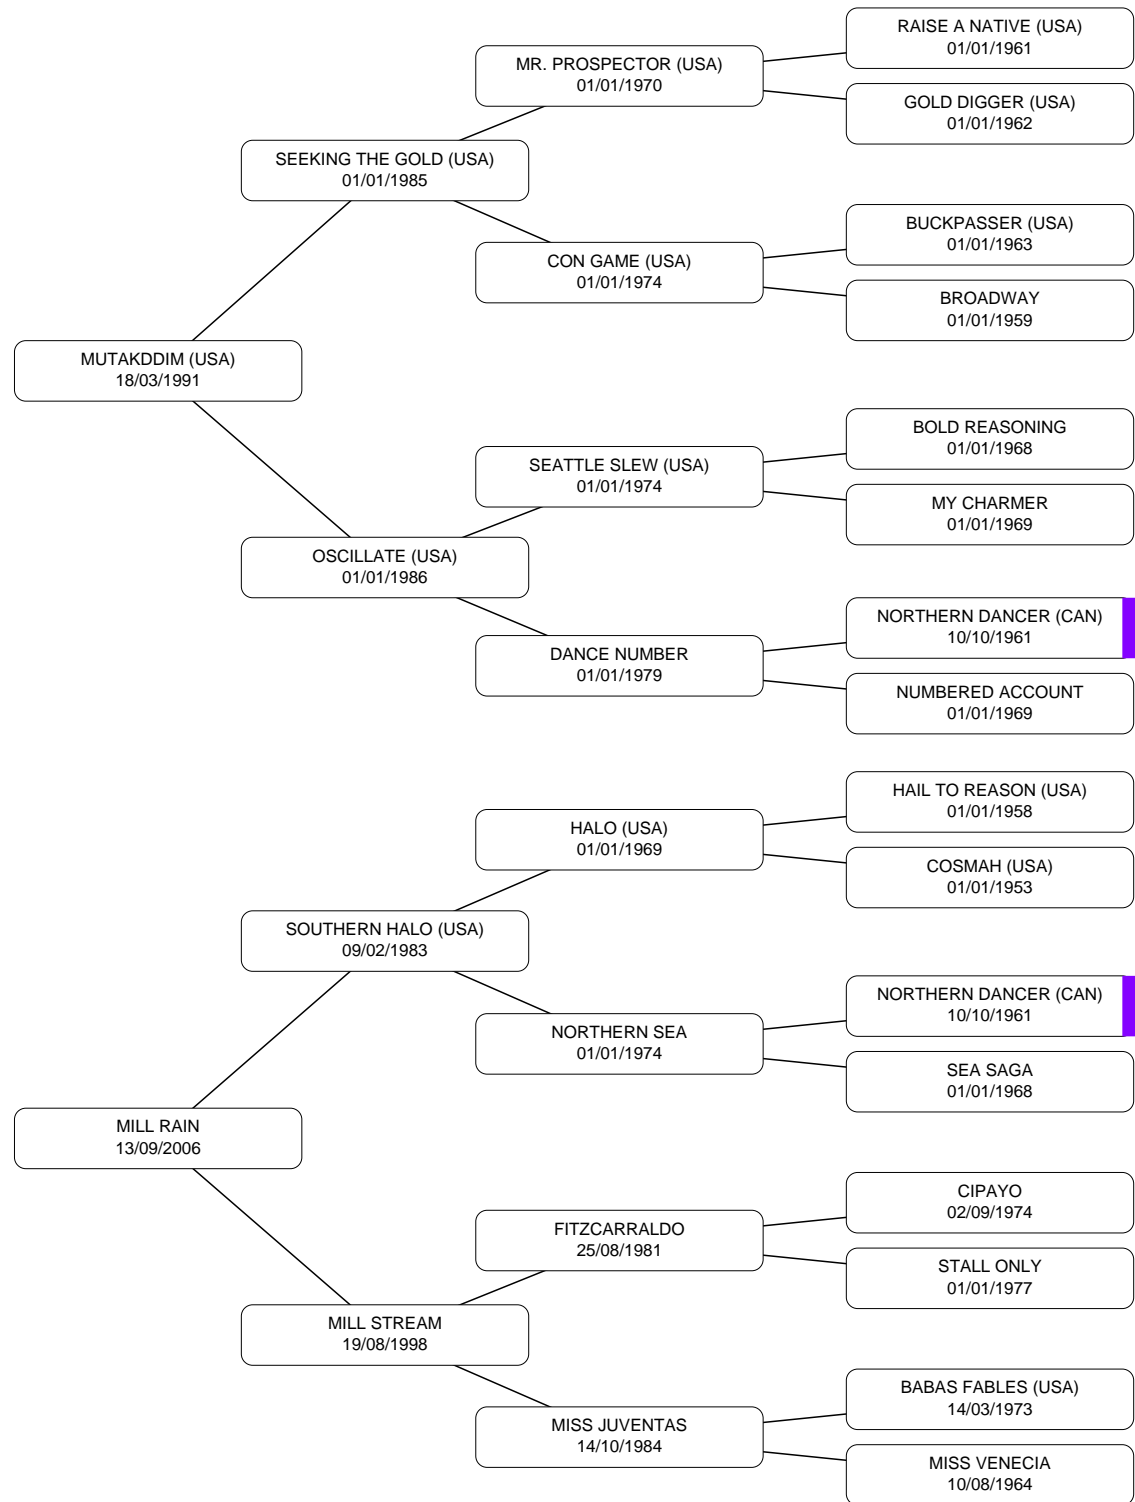 RAISE A NATIVE (USA)
01/01/1961
MR. PROSPECTOR (USA)
01/01/1970
GOLD DIGGER (USA)
01/01/1962
SEEKING THE GOLD (USA)
01/01/1985
BUCKPASSER (USA)
01/01/1963
CON GAME (USA)
01/01/1974
BROADWAY
01/01/1959
MUTAKDDIM (USA)
18/03/1991
BOLD REASONING
01/01/1968
SEATTLE SLEW (USA)
01/01/1974
MY CHARMER
01/01/1969
OSCILLATE (USA)
01/01/1986
NORTHERN DANCER (CAN)
10/10/1961
DANCE NUMBER
01/01/1979
NUMBERED ACCOUNT
01/01/1969
HAIL TO REASON (USA)
01/01/1958
HALO (USA)
01/01/1969
COSMAH (USA)
01/01/1953
SOUTHERN HALO (USA)
09/02/1983
NORTHERN DANCER (CAN)
10/10/1961
NORTHERN SEA
01/01/1974
SEA SAGA
01/01/1968
MILL RAIN
13/09/2006
CIPAYO
02/09/1974
FITZCARRALDO
25/08/1981
STALL ONLY
01/01/1977
MILL STREAM
19/08/1998
BABAS FABLES (USA)
14/03/1973
MISS JUVENTAS
14/10/1984
MISS VENECIA
10/08/1964